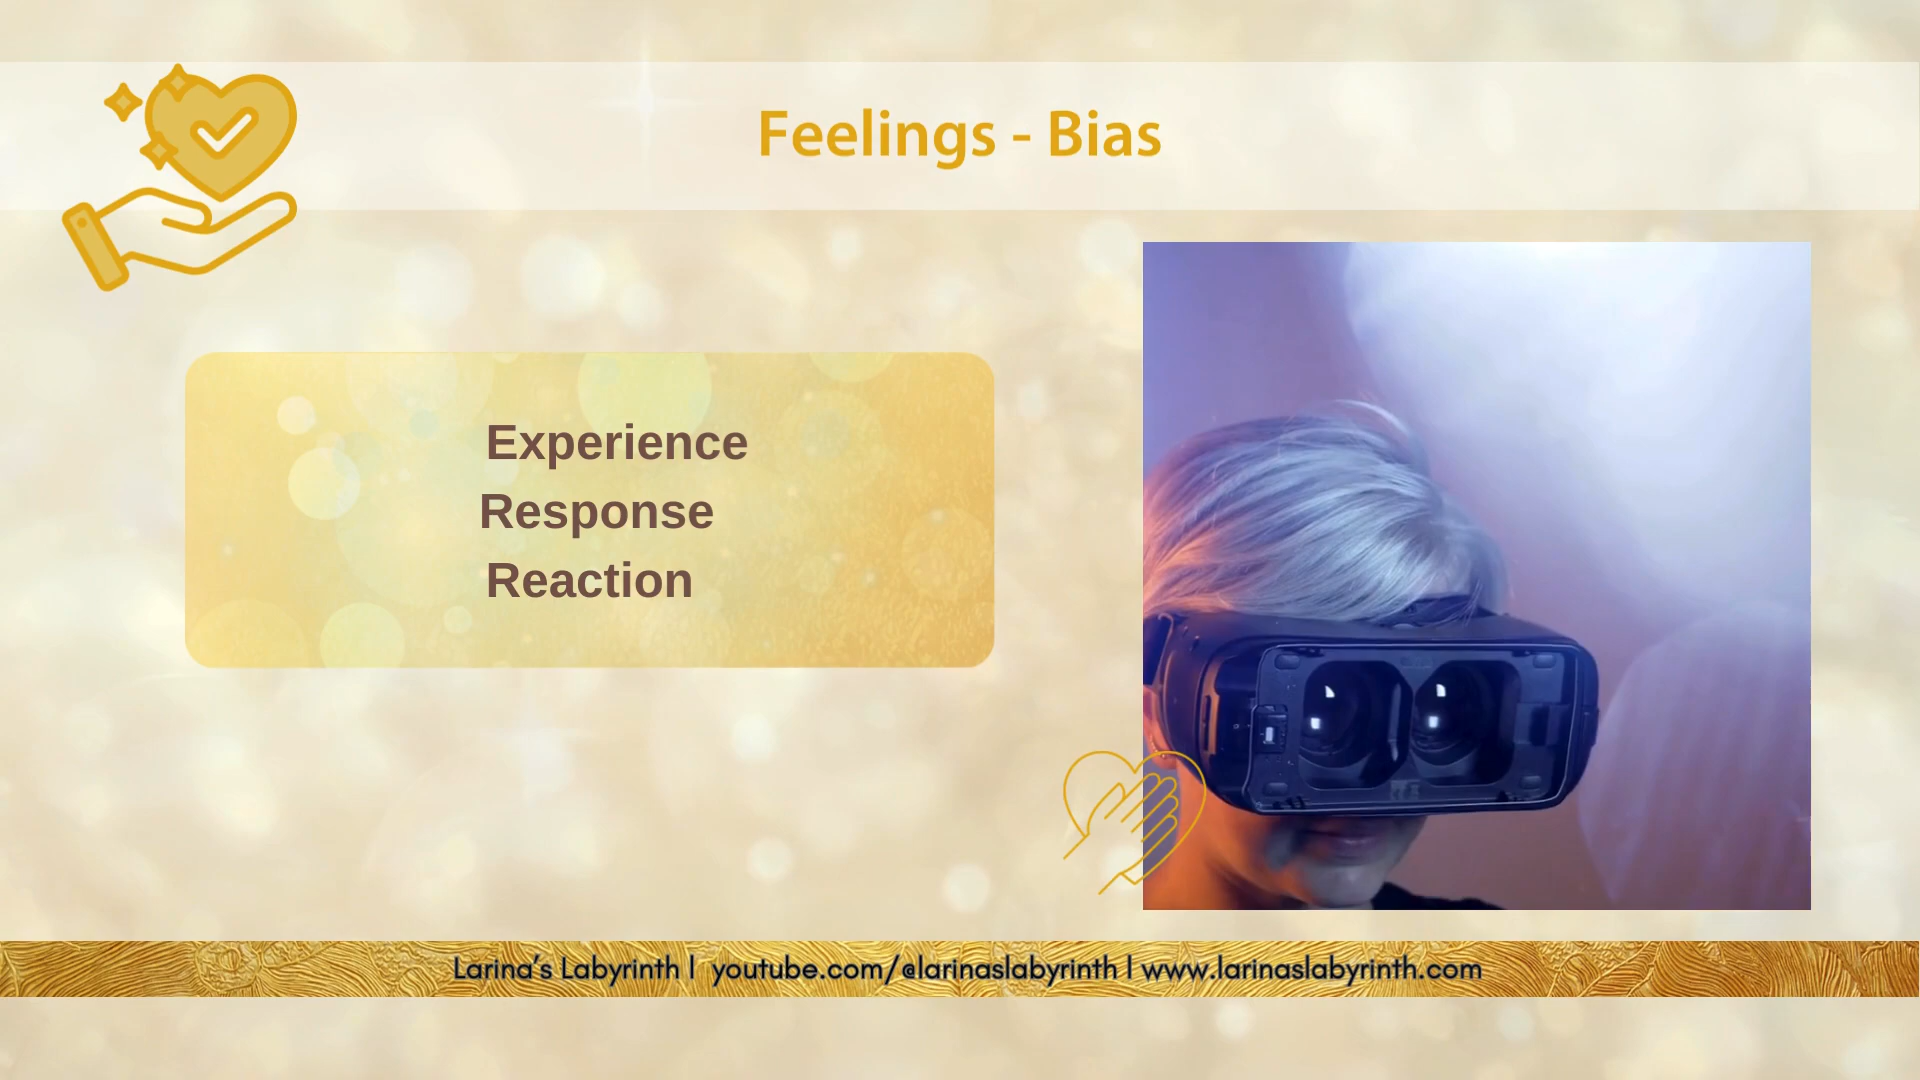 Feelings - Bias
Experience
Response
Reaction
Larina's Labyrinth | youtube.com/@larinaslabyrinth | www.larinaslabyrinth.com